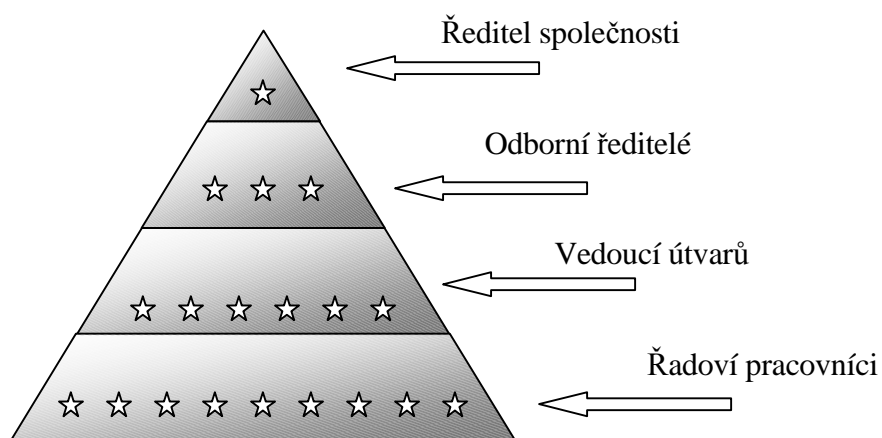 Ředitel společnosti
Odborní ředitelé
Vedoucí útvarů
Řadoví pracovníci